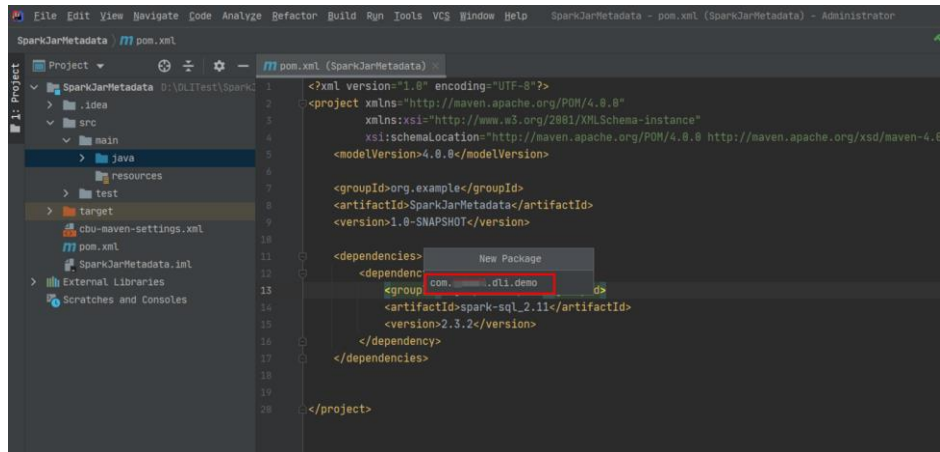 File Edit View Navigate Code Analyze Refactor Build Run Tools VCS Window Help SparkJarMetadata - pom.xml (SparkJarMetadata) - Administrator
SparkJarMetadata pom.xml
1: Project
Project
pom.xml (SparkJarMetadata)
SparkJarMetadata D:\DLITest\SparkJ
.idea
src
main
java
resources
test
target
cbu-maven-settings.xml
pom.xml
SparkJarMetadata.iml
External Libraries
Scratches and Consoles
1 <?xml version="1.0" encoding="UTF-8"?>
2 <project xmlns="http://maven.apache.org/POM/4.0.0"
3 xmlns:xsi="http://www.w3.org/2001/XMLSchema-instance"
4 xsi:schemaLocation="http://maven.apache.org/POM/4.0.0 http://maven.apache.org/xsd/maven-4.0
5 <modelVersion>4.0.0</modelVersion>
6
7 <groupId>org.example</groupId>
8 <artifactId>SparkJarMetadata</artifactId>
9 <version>1.0-SNAPSHOT</version>
10
11 <dependencies>
12 <dependenc
13 <group d>
14 <artifactId>spark-sql_2.11</artifactId>
15 <version>2.3.2</version>
16 </dependency>
17 </dependencies>
18
19
20 </project>
New Package
com. .dli.demo